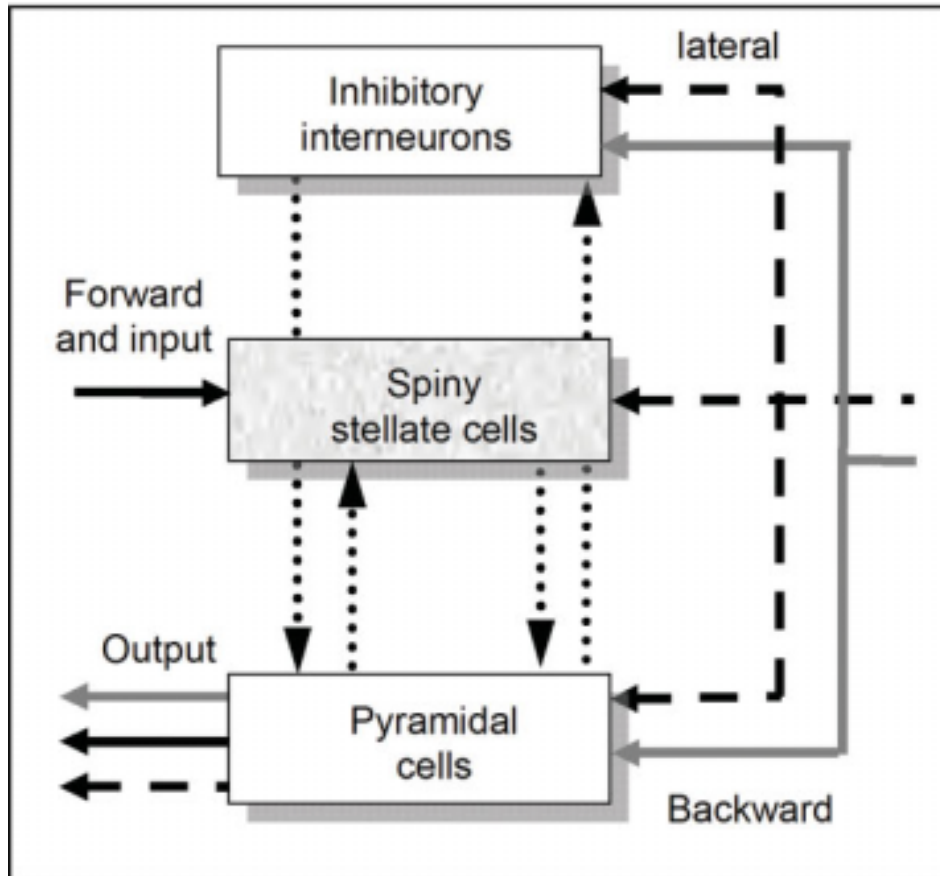 lateral
Inhibitory
interneurons
Forward
and input
Spiny
stellate cells
Output
Pyramidal
cells
Backward